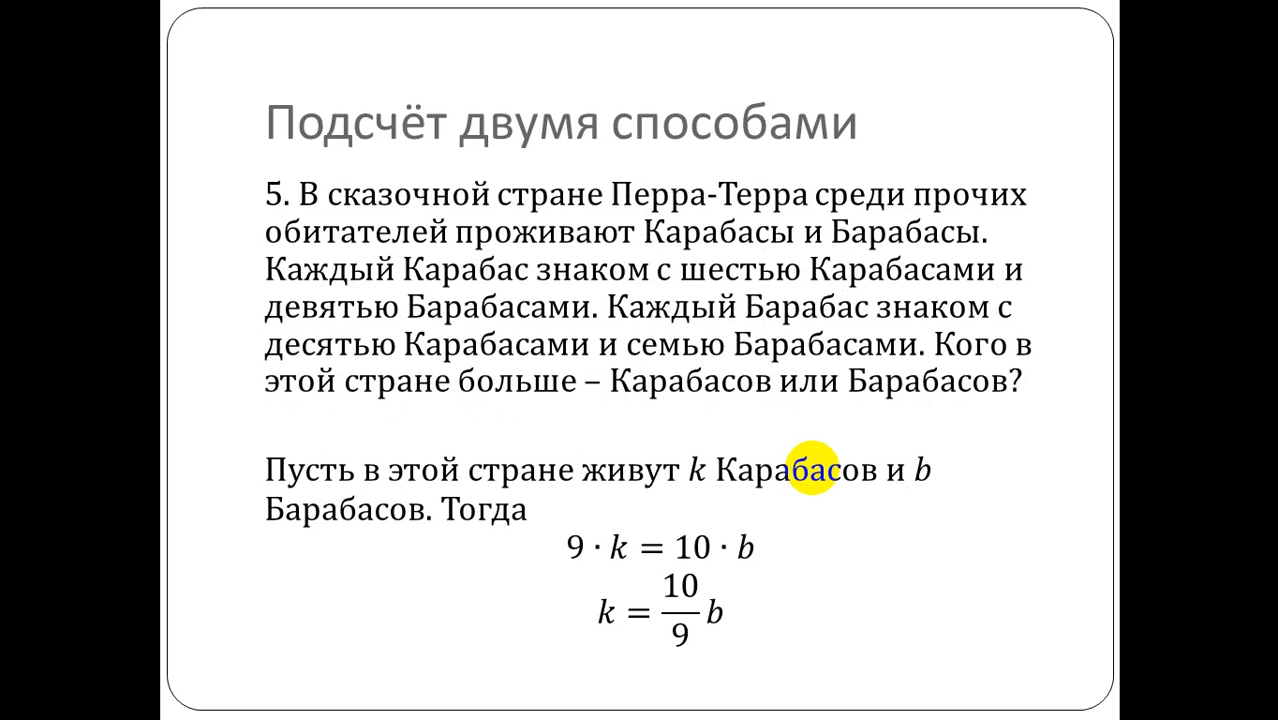 Подсчёт двумя способами
5. В сказочной стране Перра-Терра среди прочих
обитателей проживают Карабасы и Барабасы.
Каждый Карабас знаком с шестью Карабасами и
девятью Барабасами. Каждый Барабас знаком с
десятью Карабасами и семью Барабасами. Кого в
этой стране больше – Карабасов или Барабасов?
Пусть в этой стране живут k Карабасов и b
Барабасов. Тогда
9 · k = 10 · b
k = 10/9 b